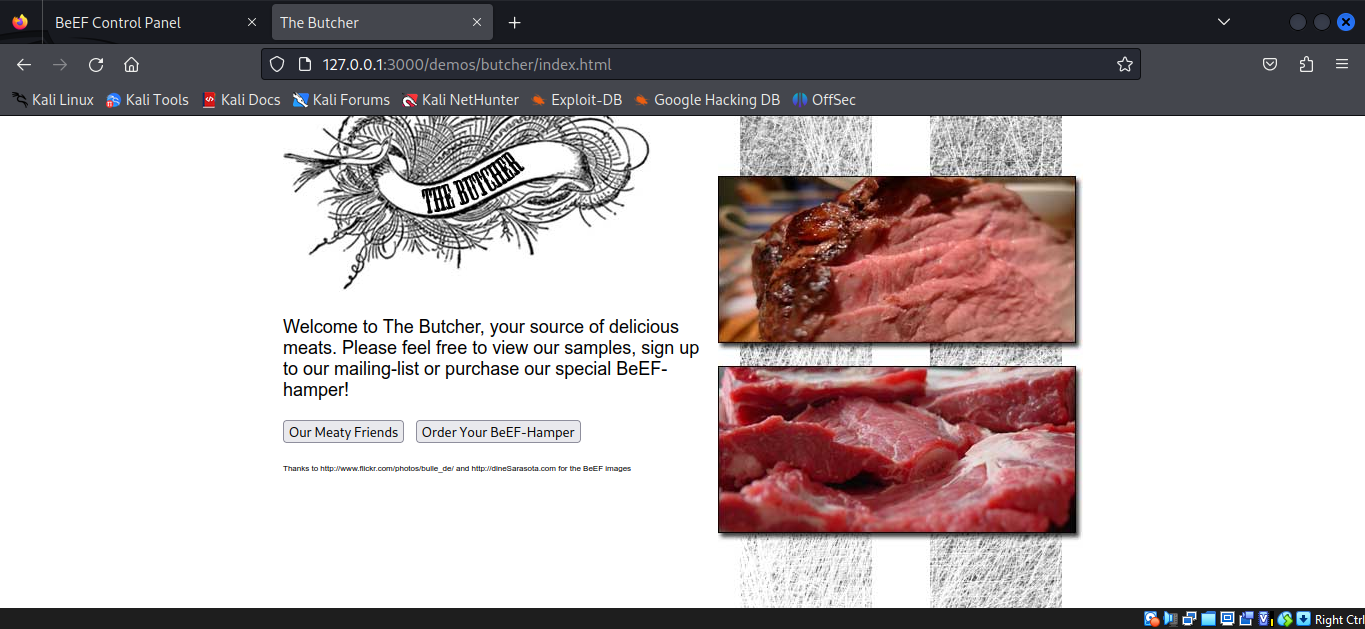 BeEF Control Panel
The Butcher
127.0.0.1:3000/demos/butcher/index.html
Kali Linux Kali Tools Kali Docs Kali Forums Kali NetHunter Exploit-DB Google Hacking DB OffSec
THE BUTCHER
Welcome to The Butcher, your source of delicious
meats. Please feel free to view our samples, sign up
to our mailing-list or purchase our special BeEF-
hamper!
Our Meaty Friends Order Your BeEF-Hamper
Thanks to http://www.flickr.com/photos/bulle_de/ and http://dineSarasota.com for the BeEF images
Right Ctrl